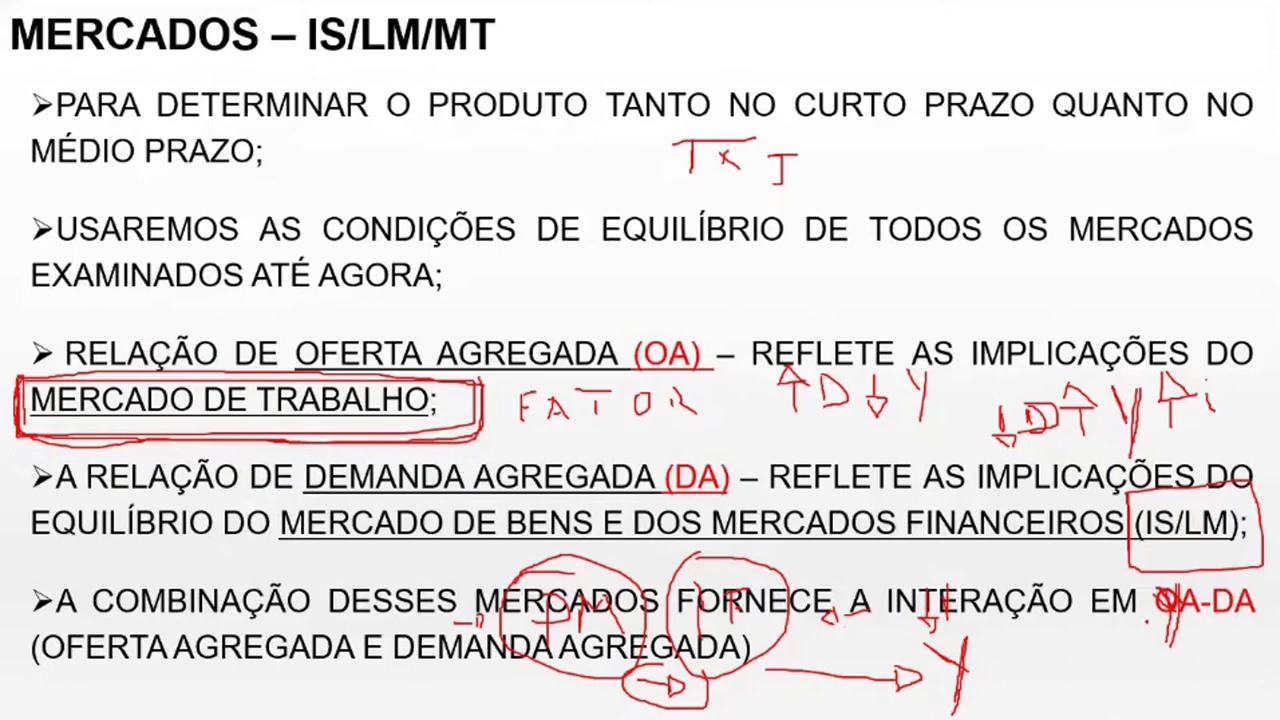 MERCADOS – IS/LM/MT
➢PARA DETERMINAR O PRODUTO TANTO NO CURTO PRAZO QUANTO NO
MÉDIO PRAZO;
➢USAREMOS AS CONDIÇÕES DE EQUILÍBRIO DE TODOS OS MERCADOS
EXAMINADOS ATÉ AGORA;
➢ RELAÇÃO DE OFERTA AGREGADA (OA) – REFLETE AS IMPLICAÇÕES DO
MERCADO DE TRABALHO;
FATOR ↑D↓Y ↓D↑Y↑i
➢A RELAÇÃO DE DEMANDA AGREGADA (DA) – REFLETE AS IMPLICAÇÕES DO
EQUILÍBRIO DO MERCADO DE BENS E DOS MERCADOS FINANCEIROS (IS/LM);
➢A COMBINAÇÃO DESSES MERCADOS FORNECE A INTERAÇÃO EM OA-DA
(OFERTA AGREGADA E DEMANDA AGREGADA)
PM
Y